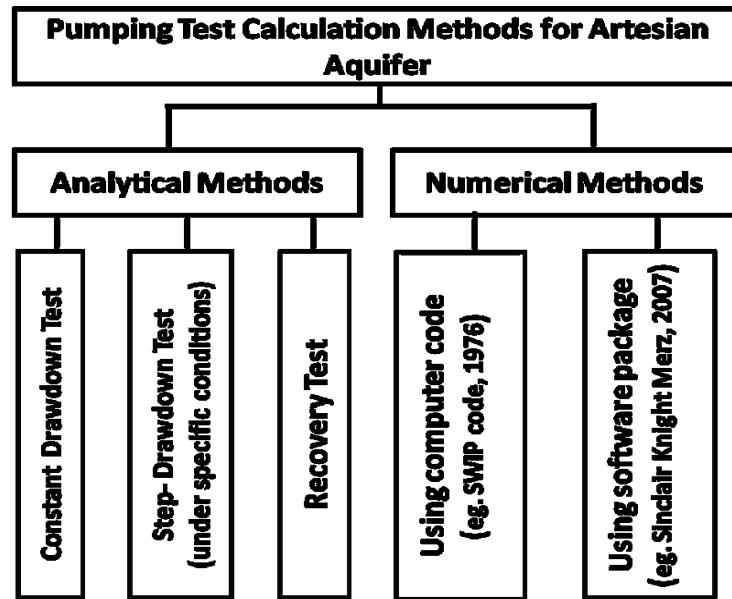 Pumping Test Calculation Methods for Artesian
Aquifer
Analytical Methods
Numerical Methods
Constant Drawdown Test
Step- Drawdown Test
(under specific conditions)
Recovery Test
Using computer code
(eg. SWIP code, 1976)
Using software package
(eg. Sinclair Knight Merz, 2007)